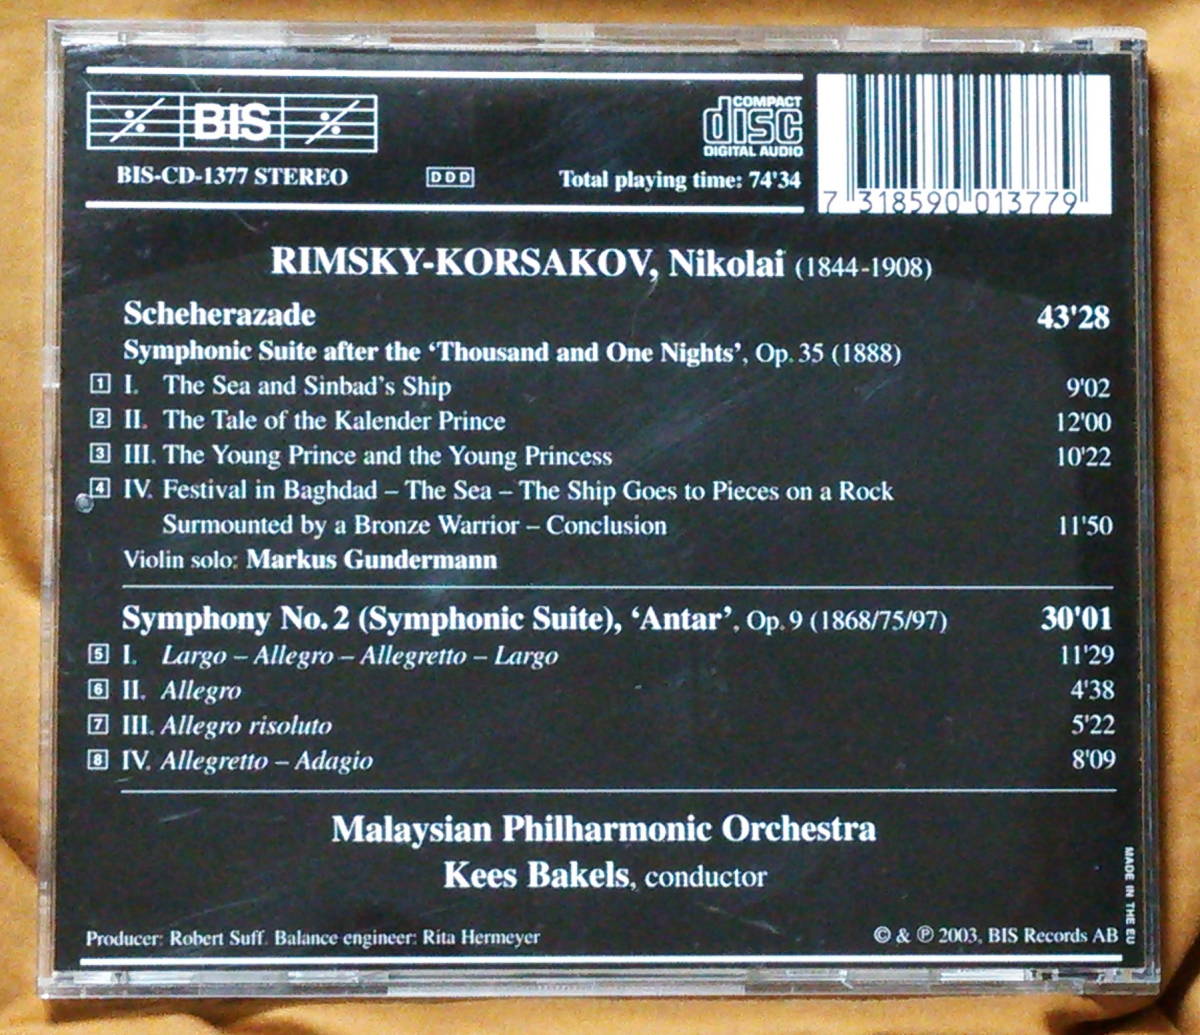 BIS
COMPACT
disc
DIGITAL AUDIO
BIS-CD-1377 STEREO
DDD
Total playing time: 74'34
7 318590 013779
RIMSKY-KORSAKOV, Nikolai (1844-1908)
Scheherazade 43'28
Symphonic Suite after the ‘Thousand and One Nights’, Op. 35 (1888)
1 I. The Sea and Sinbad's Ship 9'02
2 II. The Tale of the Kalender Prince 12'00
3 III. The Young Prince and the Young Princess 10'22
4 IV. Festival in Baghdad – The Sea – The Ship Goes to Pieces on a Rock
Surmounted by a Bronze Warrior – Conclusion 11'50
Violin solo: Markus Gundermann
Symphony No. 2 (Symphonic Suite), ‘Antar’, Op. 9 (1868/75/97) 30'01
5 I. Largo – Allegro – Allegretto – Largo 11'29
6 II. Allegro 4'38
7 III. Allegro risoluto 5'22
8 IV. Allegretto – Adagio 8'09
Malaysian Philharmonic Orchestra
Kees Bakels, conductor
Producer: Robert Suff. Balance engineer: Rita Hermeyer
© & ℗ 2003, BIS Records AB
MADE IN THE EU